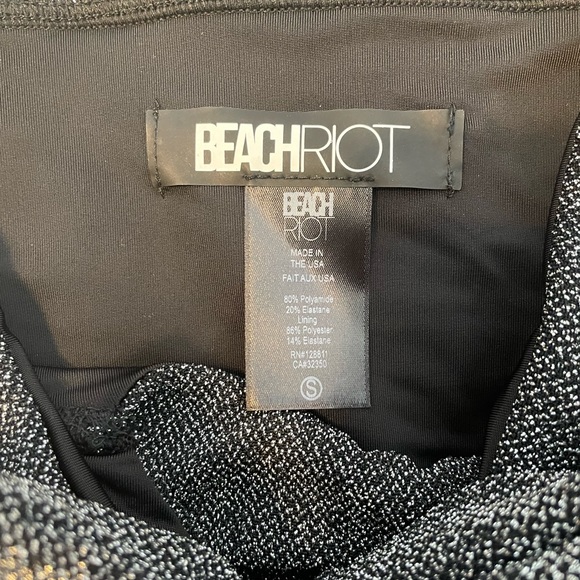 BEACHRIOT
BEACH
RIOT
MADE IN
THE USA
FAIT AUX USA
80% Polyamide
20% Elastane
Lining
86% Polyester
14% Elastane
RN#128811
CA#32350
S